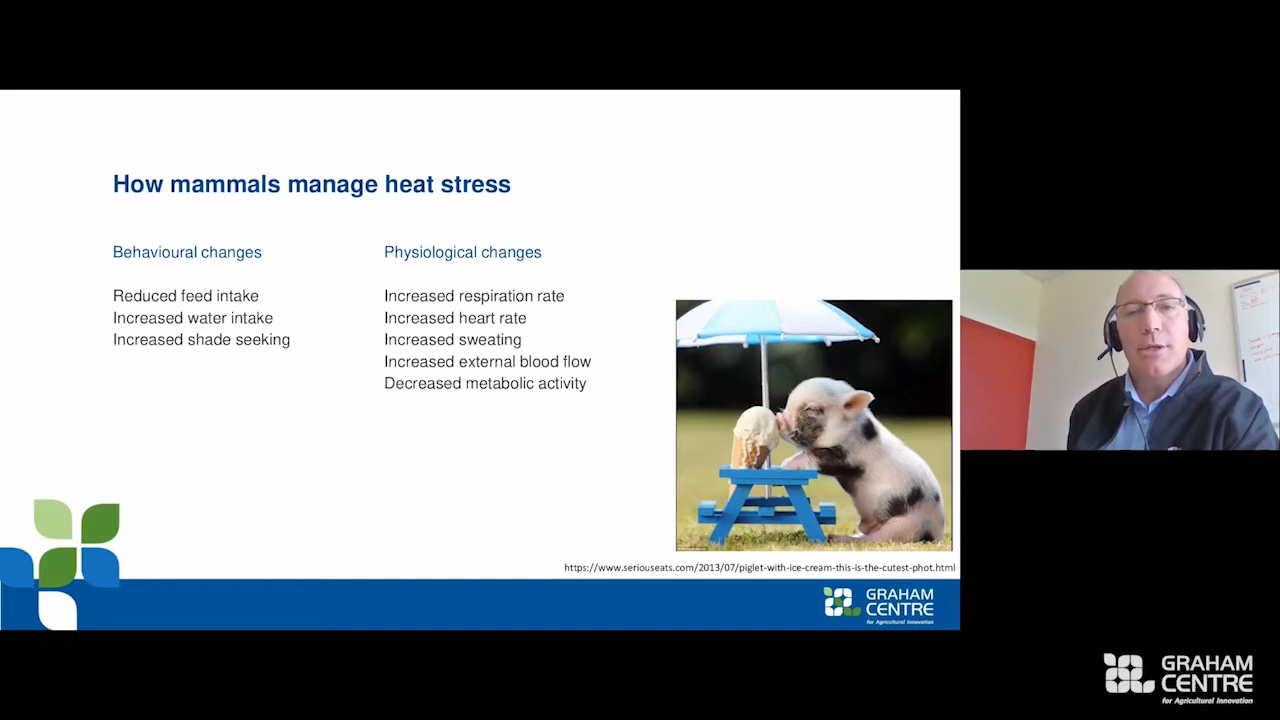 How mammals manage heat stress
Behavioural changes
Reduced feed intake
Increased water intake
Increased shade seeking
Physiological changes
Increased respiration rate
Increased heart rate
Increased sweating
Increased external blood flow
Decreased metabolic activity
https://www.seriouseats.com/2013/07/piglet-with-ice-cream-this-is-the-cutest-phot.html
GRAHAM
CENTRE
for Agricultural Innovation
GRAHAM
CENTRE
for Agricultural Innovation